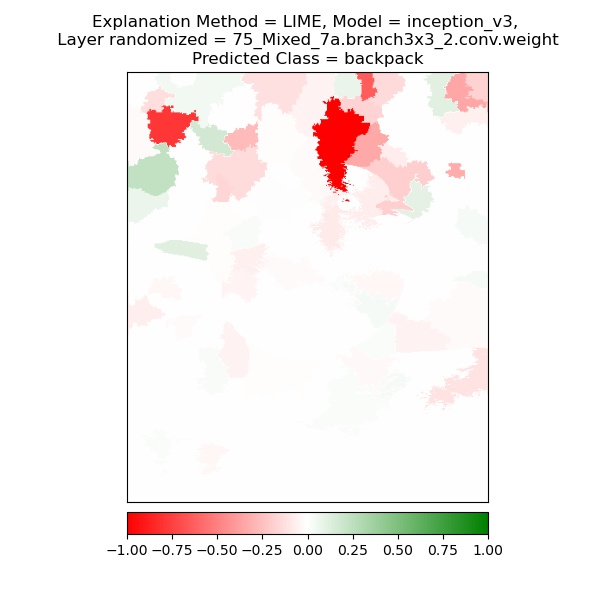 Explanation Method = LIME, Model = inception_v3,
Layer randomized = 75_Mixed_7a.branch3x3_2.conv.weight
Predicted Class = backpack
−1.00 −0.75 −0.50 −0.25 0.00 0.25 0.50 0.75 1.00